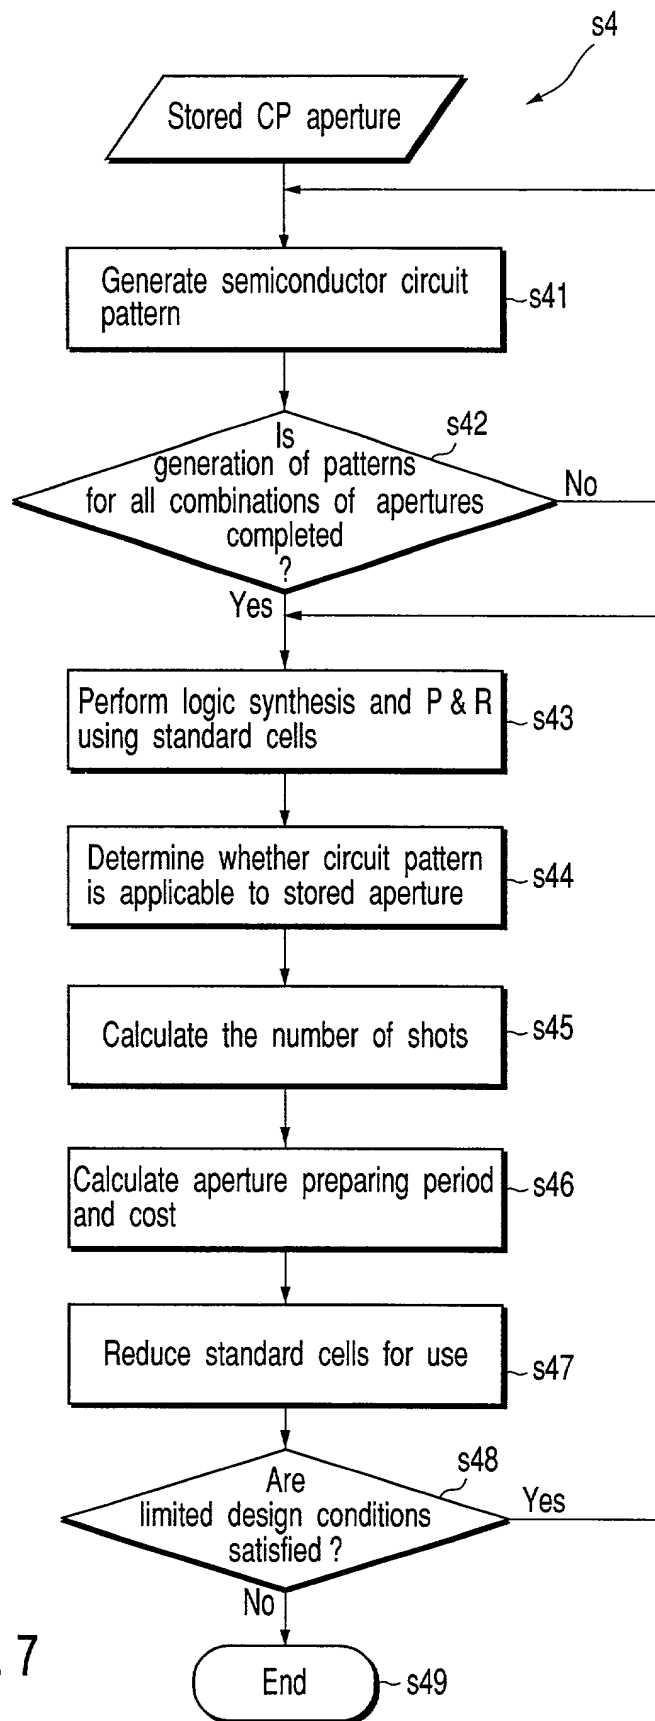 s4
Stored CP aperture
Generate semiconductor circuit
pattern
s41
s42
Is
generation of patterns
for all combinations of apertures
completed
?
No
Yes
Perform logic synthesis and P & R
using standard cells
s43
Determine whether circuit pattern
is applicable to stored aperture
s44
Calculate the number of shots
s45
Calculate aperture preparing period
and cost
s46
Reduce standard cells for use
s47
s48
Are
limited design conditions
satisfied ?
Yes
No
End
s49
. 7